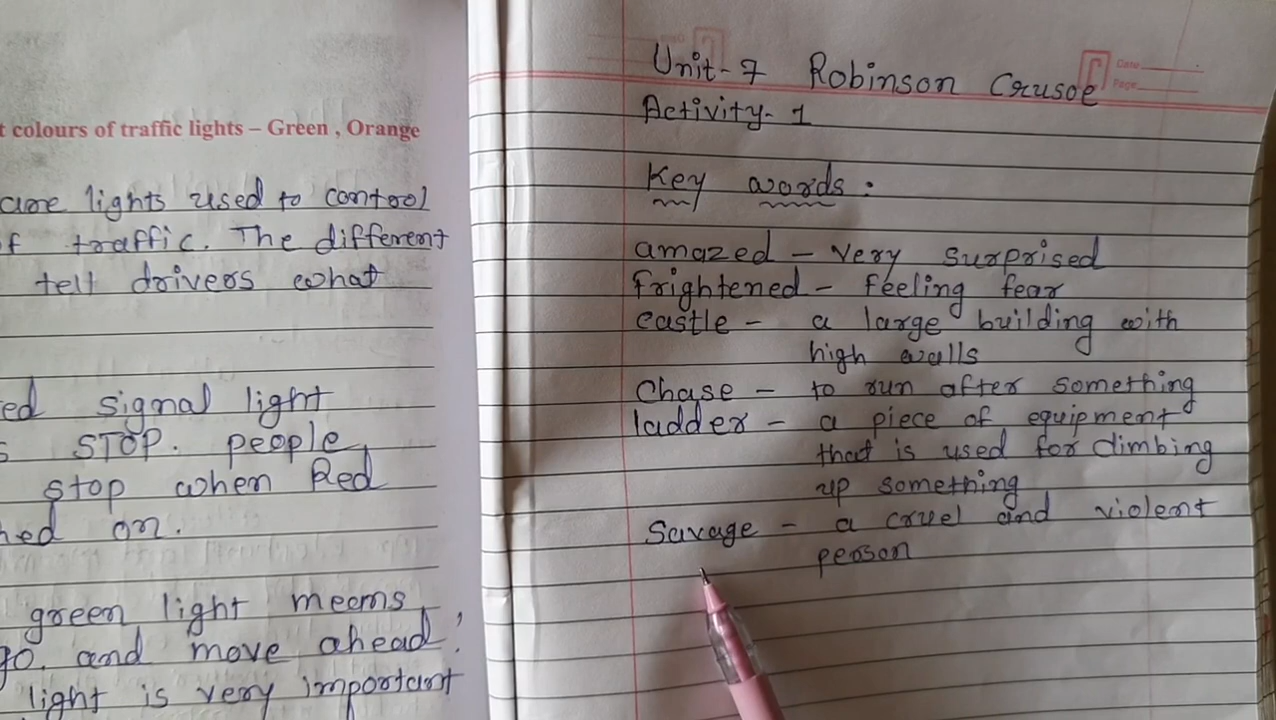 t colours of traffic lights – Green , Orange
are lights used to control
f traffic. The different
tell drivers what
ed signal light
s STOP. people
stop when Red
hed on.
green light means
go. and move ahead.
light is very important
Date
Page
Unit-7 Robinson Crusoe
Activity-1
Key words:
amazed - Very surprised
frightened - feeling fear
castle - a large building with
high walls
Chase - to run after something
ladder - a piece of equipment
that is used for climbing
up something
Savage - a cruel and violent
person